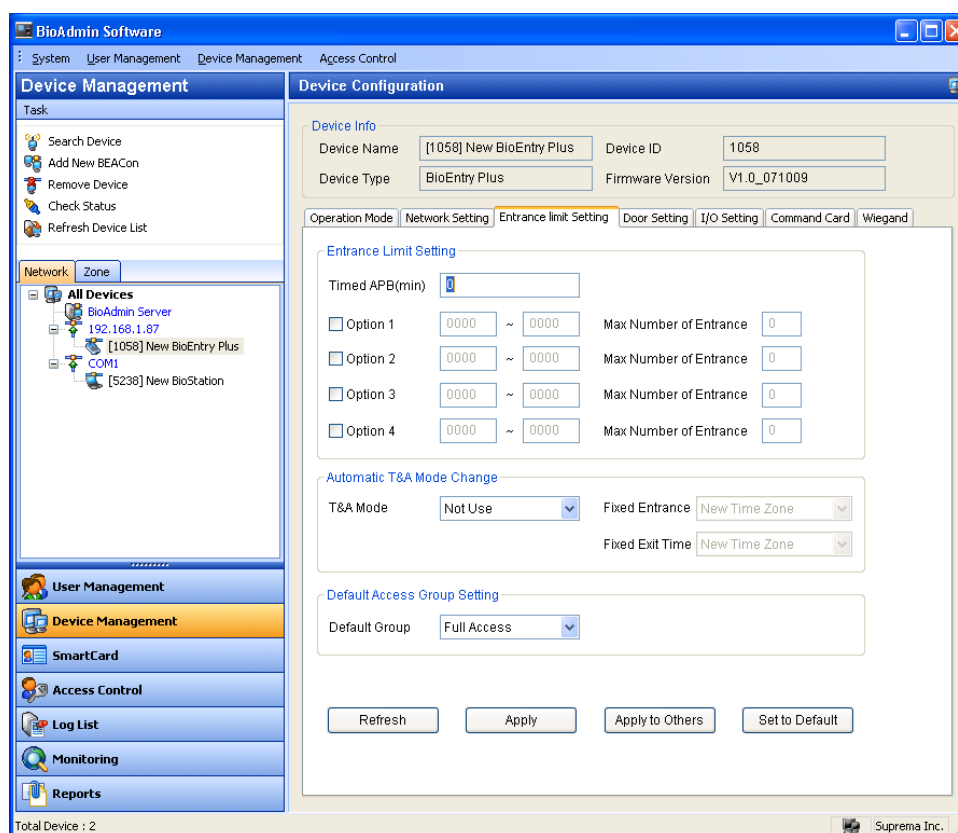 BioAdmin Software
System User Management Device Management Access Control
Device Management
Task
Search Device
Add New BEACon
Remove Device
Check Status
Refresh Device List
Network Zone
All Devices
BioAdmin Server
192.168.1.87
[1058] New BioEntry Plus
COM1
[5238] New BioStation
User Management
Device Management
SmartCard
Access Control
Log List
Monitoring
Reports
Device Configuration
Device Info
Device Name [1058] New BioEntry Plus Device ID 1058
Device Type BioEntry Plus Firmware Version V1.0_071009
Operation Mode Network Setting Entrance limit Setting Door Setting I/O Setting Command Card Wiegand
Entrance Limit Setting
Timed APB(min) 0
Option 1 0000 ~ 0000 Max Number of Entrance 0
Option 2 0000 ~ 0000 Max Number of Entrance 0
Option 3 0000 ~ 0000 Max Number of Entrance 0
Option 4 0000 ~ 0000 Max Number of Entrance 0
Automatic T&A Mode Change
T&A Mode Not Use Fixed Entrance New Time Zone
Fixed Exit Time New Time Zone
Default Access Group Setting
Default Group Full Access
Refresh Apply Apply to Others Set to Default
Total Device : 2 Suprema Inc.